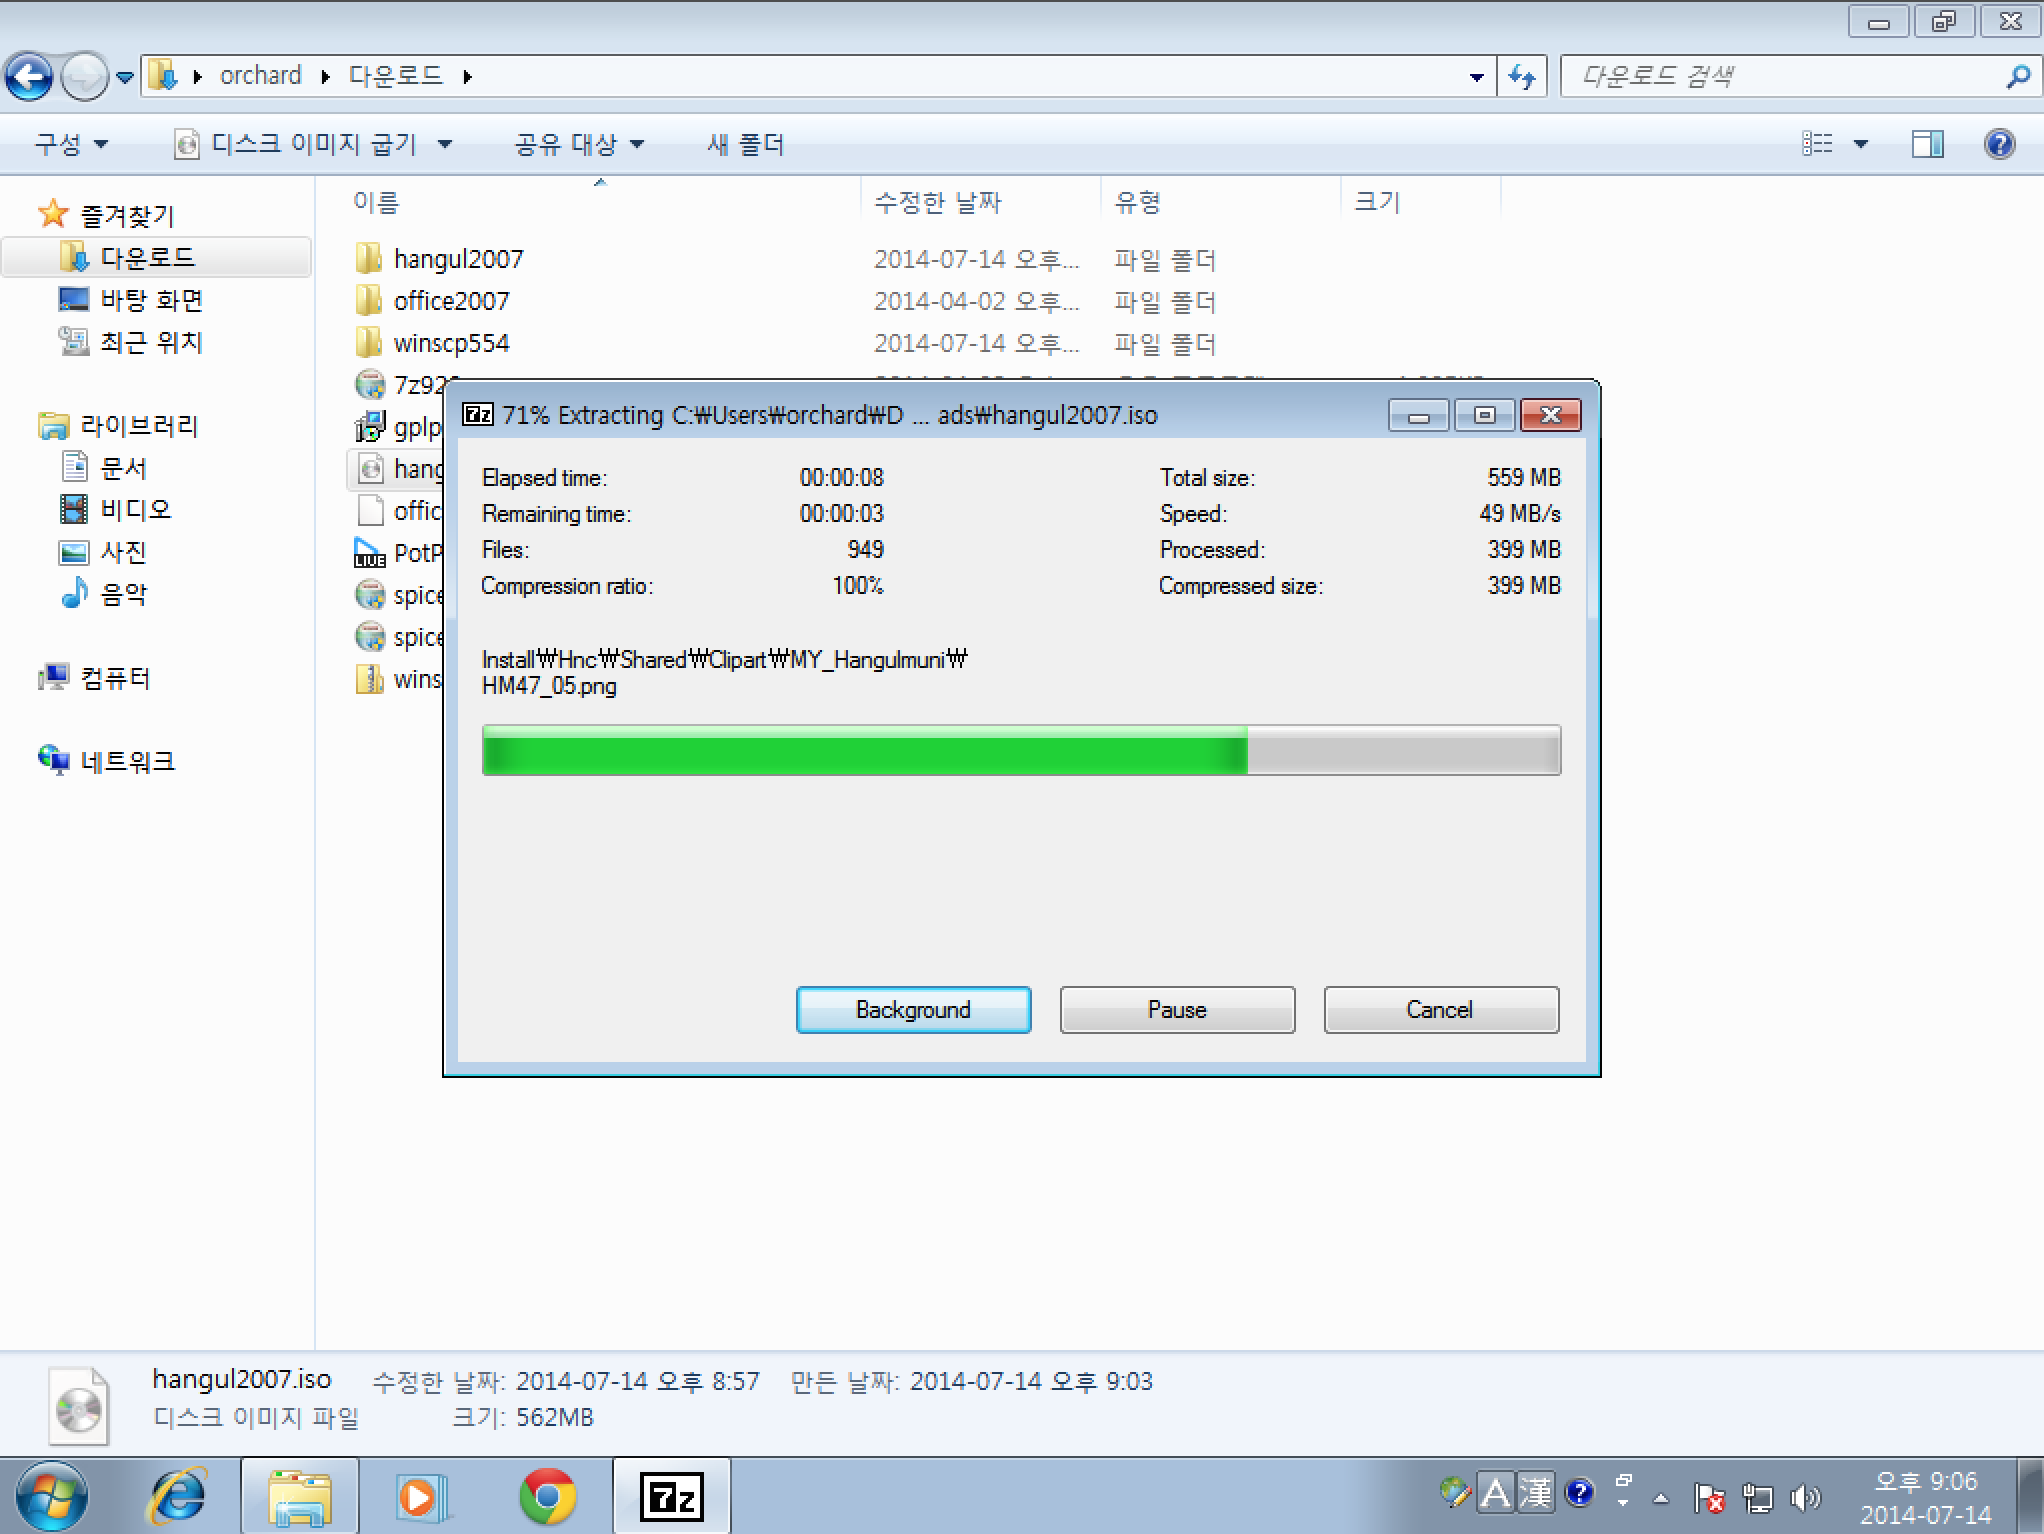 orchard 다운로드
다운로드 검색
구성 디스크 이미지 굽기 공유 대상 새 폴더
이름 수정한 날짜 유형 크기
즐겨찾기
다운로드
바탕 화면
최근 위치
라이브러리
문서
비디오
사진
음악
컴퓨터
네트워크
hangul2007 2014-07-14 오후... 파일 폴더
office2007 2014-04-02 오후... 파일 폴더
winscp554 2014-07-14 오후... 파일 폴더
7z92
gplp
hang
offic
PotP
spice
spice
wins
7z 71% Extracting C:₩Users₩orchard₩D ... ads₩hangul2007.iso
Elapsed time: 00:00:08 Total size: 559 MB
Remaining time: 00:00:03 Speed: 49 MB/s
Files: 949 Processed: 399 MB
Compression ratio: 100% Compressed size: 399 MB
Install₩Hnc₩Shared₩Clipart₩MY_Hangulmuni₩
HM47_05.png
Background Pause Cancel
hangul2007.iso 수정한 날짜: 2014-07-14 오후 8:57 만든 날짜: 2014-07-14 오후 9:03
디스크 이미지 파일 크기: 562MB
7z
A 漢
오후 9:06
2014-07-14